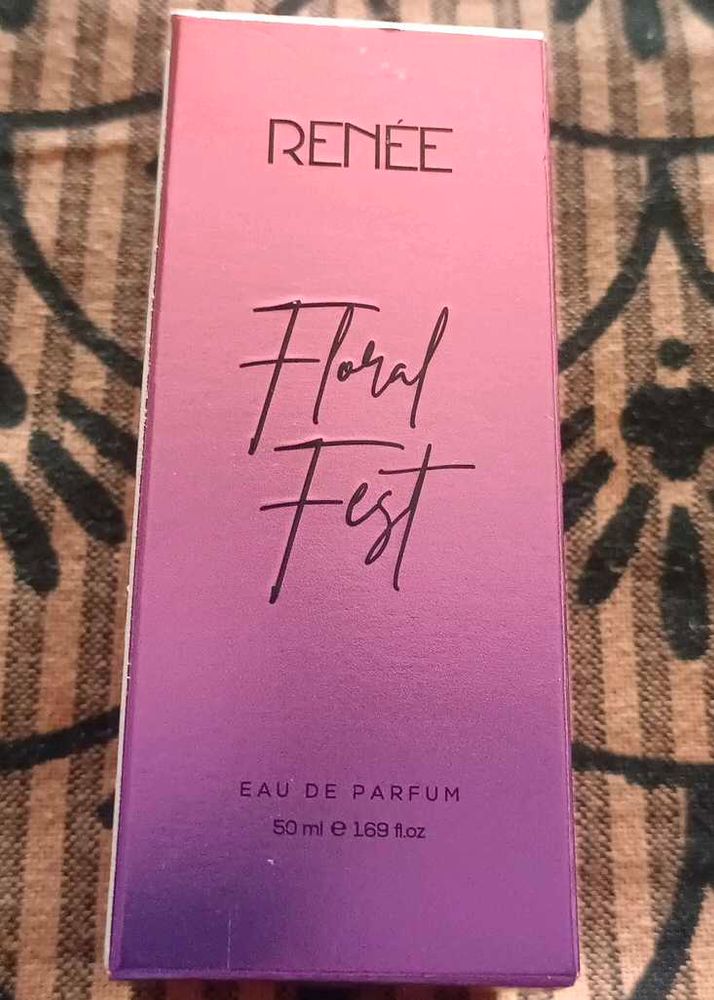 RENÉE
Floral
Fest
EAU DE PARFUM
50 ml ℮ 1.69 fl.oz